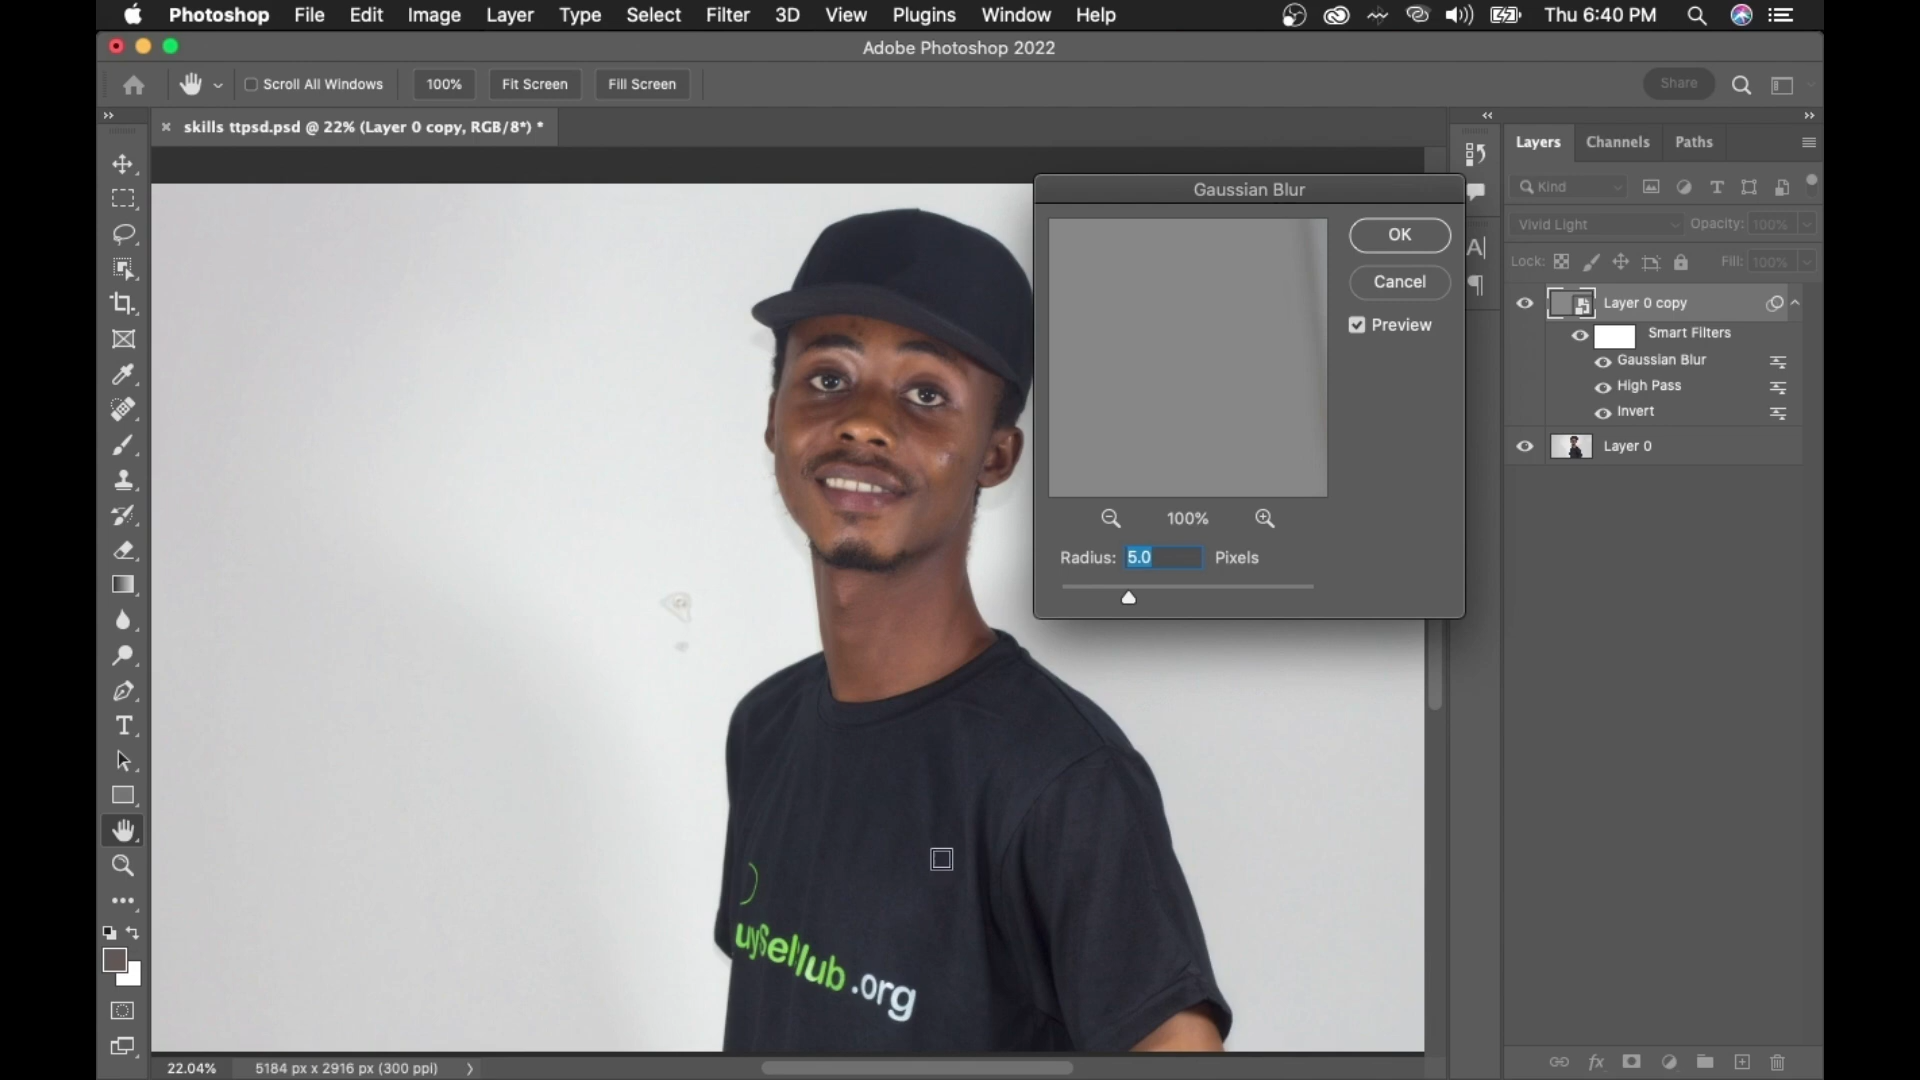 Photoshop File Edit Image Layer Type Select Filter 3D View Plugins Window Help Thu 6:40 PM
Adobe Photoshop 2022
Scroll All Windows 100% Fit Screen Fill Screen Share
skills ttpsd.psd @ 22% (Layer 0 copy, RGB/8*) *
Layers Channels Paths
Kind
Vivid Light Opacity: 100%
Lock: Fill: 100%
Layer 0 copy
Smart Filters
Gaussian Blur
High Pass
Invert
Layer 0
Gaussian Blur
OK
Cancel
Preview
100%
Radius: 5.0 Pixels
uySellub.org
22.04% 5184 px x 2916 px (300 ppi)